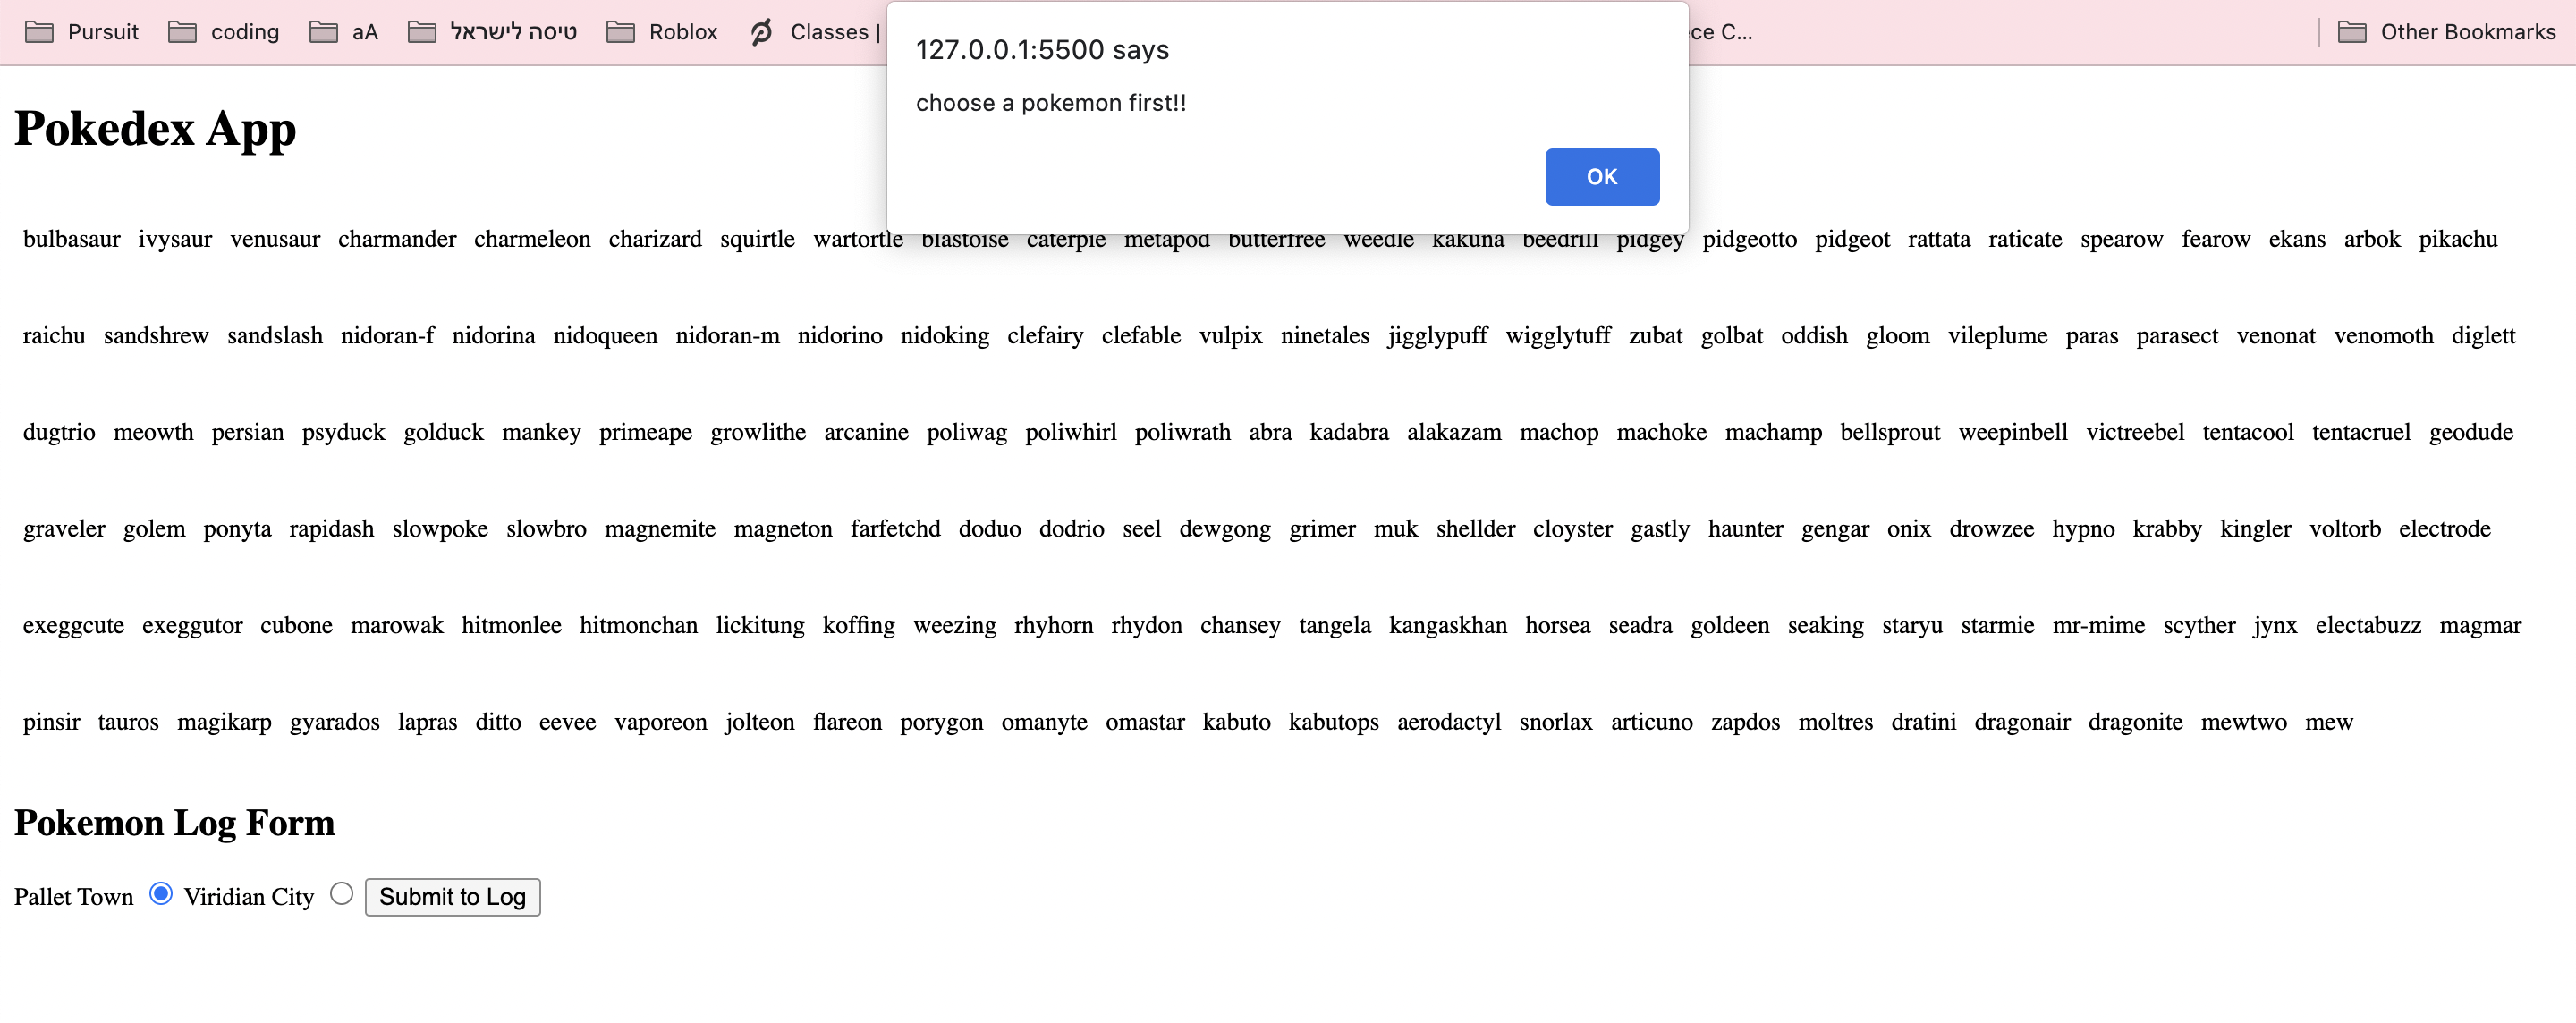 Pursuit coding aA טיסה לישראל Roblox Classes | ce C... Other Bookmarks
127.0.0.1:5500 says
choose a pokemon first!!
OK
Pokedex App
bulbasaur ivysaur venusaur charmander charmeleon charizard squirtle wartortle blastoise caterpie metapod butterfree weedle kakuna beedrill pidgey pidgeotto pidgeot rattata raticate spearow fearow ekans arbok pikachu
raichu sandshrew sandslash nidoran-f nidorina nidoqueen nidoran-m nidorino nidoking clefairy clefable vulpix ninetales jigglypuff wigglytuff zubat golbat oddish gloom vileplume paras parasect venonat venomoth diglett
dugtrio meowth persian psyduck golduck mankey primeape growlithe arcanine poliwag poliwhirl poliwrath abra kadabra alakazam machop machoke machamp bellsprout weepinbell victreebel tentacool tentacruel geodude
graveler golem ponyta rapidash slowpoke slowbro magnemite magneton farfetchd doduo dodrio seel dewgong grimer muk shellder cloyster gastly haunter gengar onix drowzee hypno krabby kingler voltorb electrode
exeggcute exeggutor cubone marowak hitmonlee hitmonchan lickitung koffing weezing rhyhorn rhydon chansey tangela kangaskhan horsea seadra goldeen seaking staryu starmie mr-mime scyther jynx electabuzz magmar
pinsir tauros magikarp gyarados lapras ditto eevee vaporeon jolteon flareon porygon omanyte omastar kabuto kabutops aerodactyl snorlax articuno zapdos moltres dratini dragonair dragonite mewtwo mew
Pokemon Log Form
Pallet Town Viridian City Submit to Log